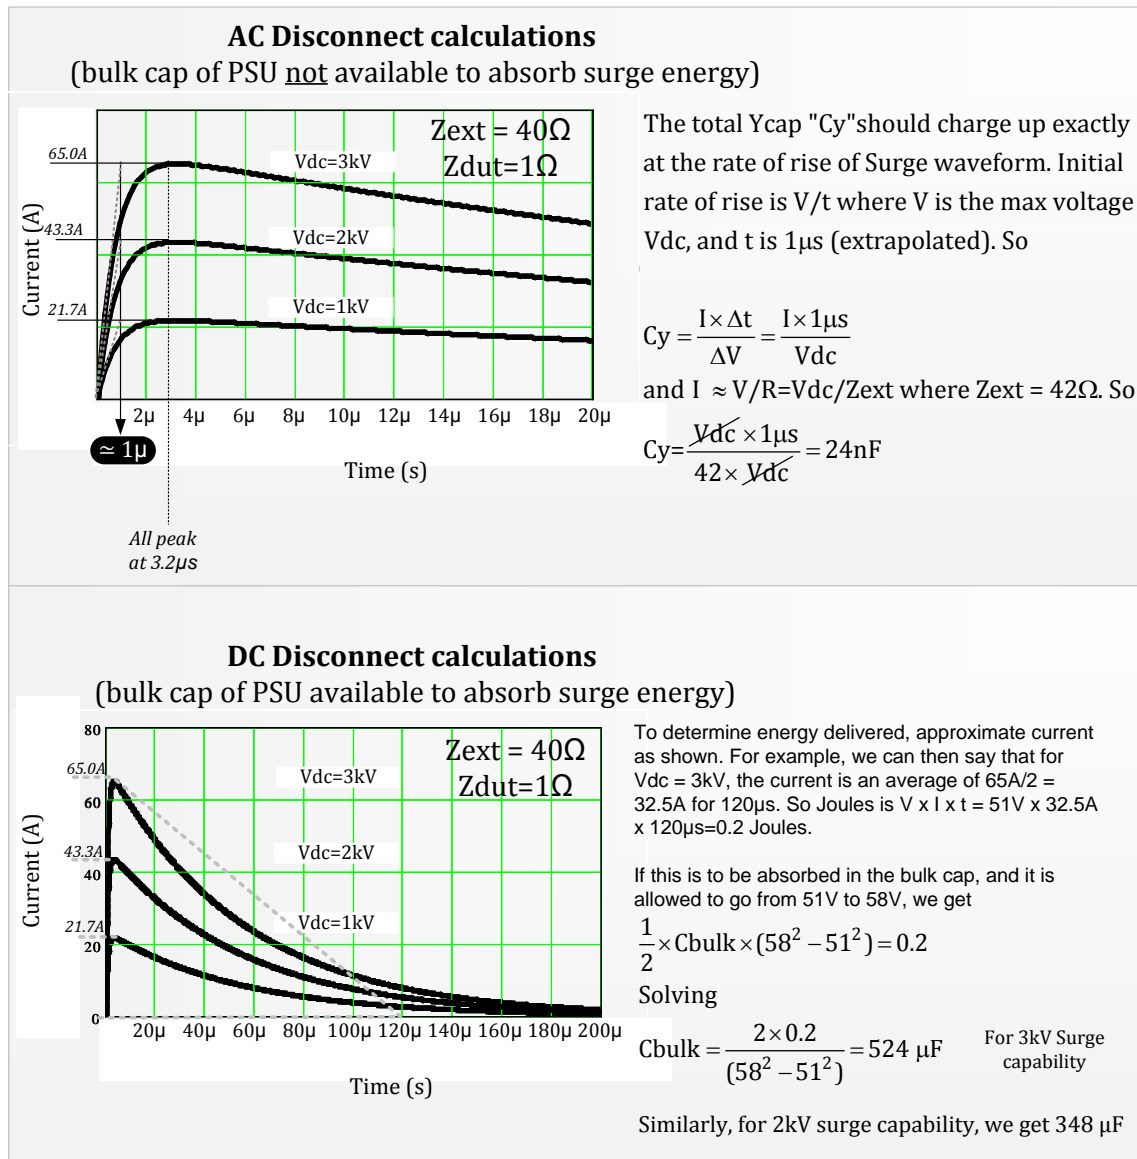 AC Disconnect calculations
(bulk cap of PSU not available to absorb surge energy)
Zext = 40Ω
Zdut=1Ω
65.0A
Vdc=3kV
43.3A
Vdc=2kV
21.7A
Vdc=1kV
Current (A)
2µ 4µ 6µ 8µ 10µ 12µ 14µ 16µ 18µ 20µ
≃ 1µ
Time (s)
All peak
at 3.2µs
The total Ycap "Cy"should charge up exactly
at the rate of rise of Surge waveform. Initial
rate of rise is V/t where V is the max voltage
Vdc, and t is 1µs (extrapolated). So
Cy = I×Δt/ΔV = I×1µs/Vdc
and I ≈ V/R=Vdc/Zext where Zext = 42Ω. So
Cy= Vdc×1µs/42×Vdc = 24nF
DC Disconnect calculations
(bulk cap of PSU available to absorb surge energy)
Zext = 40Ω
Zdut=1Ω
80
65.0A
Vdc=3kV
60
43.3A
Vdc=2kV
40
21.7A
Vdc=1kV
20
0
Current (A)
20µ 40µ 60µ 80µ 100µ 120µ 140µ 160µ 180µ 200µ
Time (s)
To determine energy delivered, approximate current
as shown. For example, we can then say that for
Vdc = 3kV, the current is an average of 65A/2 =
32.5A for 120µs. So Joules is V x I x t = 51V x 32.5A
x 120µs=0.2 Joules.
If this is to be absorbed in the bulk cap, and it is
allowed to go from 51V to 58V, we get
1/2 × Cbulk × (58² − 51²) = 0.2
Solving
Cbulk = 2×0.2/(58² − 51²) = 524 µF
For 3kV Surge
capability
Similarly, for 2kV surge capability, we get 348 µF